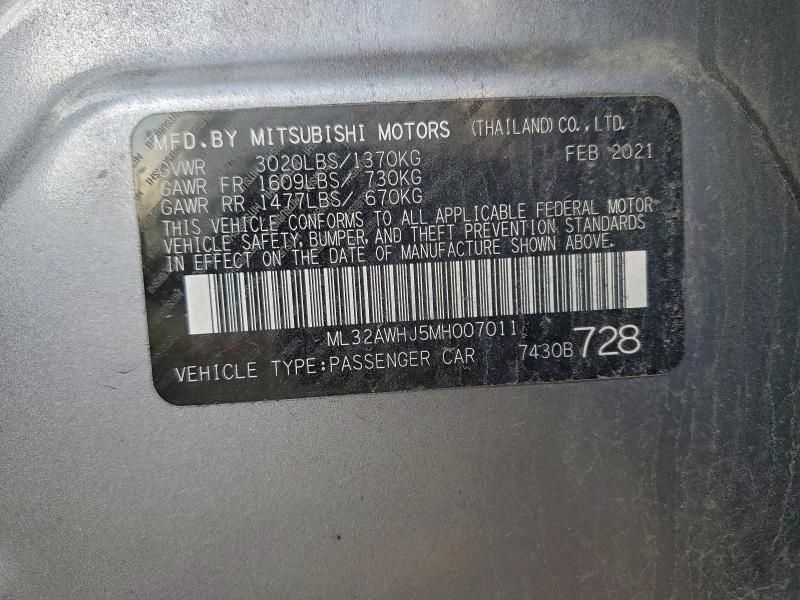 MFD.BY MITSUBISHI MOTORS (THAILAND)CO.,LTD.
GVWR 3020LBS/1370KG FEB 2021
GAWR FR 1609LBS/ 730KG
GAWR RR 1477LBS/ 670KG
THIS VEHICLE CONFORMS TO ALL APPLICABLE FEDERAL MOTOR
VEHICLE SAFETY, BUMPER, AND THEFT PREVENTION STANDARDS
IN EFFECT ON THE DATE OF MANUFACTURE SHOWN ABOVE.
ML32AWHJ5MH007011
VEHICLE TYPE:PASSENGER CAR 7430B 728